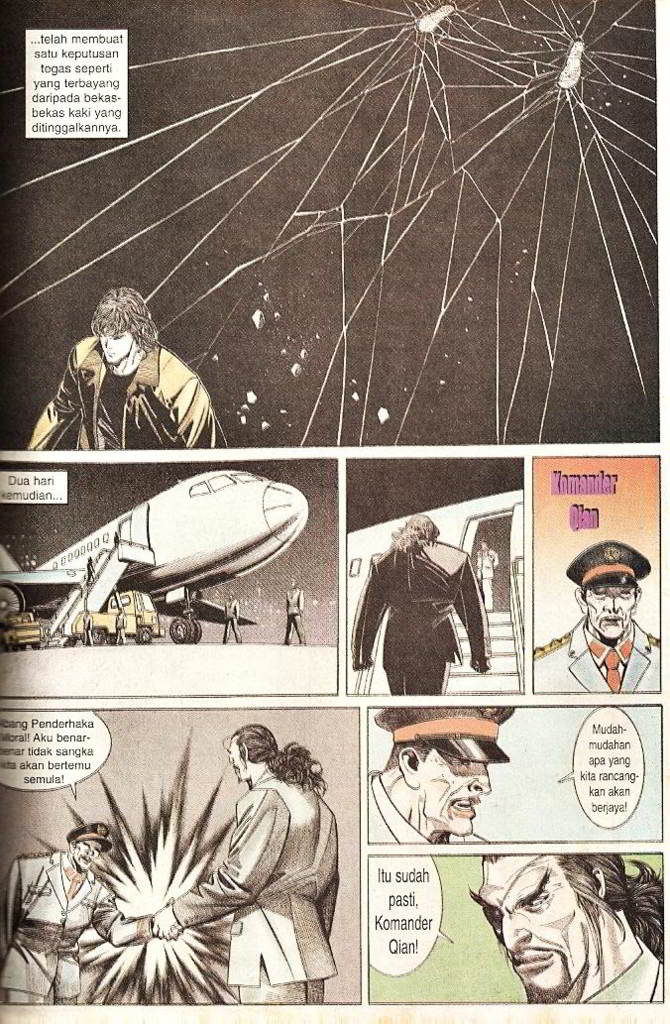 ...telah membuat
satu keputusan
togas seperti
yang terbayang
daripada bekas-
bekas kaki yang
ditinggalkannya.
Dua hari
kemudian...
Komander
Qian
Penderhaka
Moral! Aku benar-
benar tidak sangka
kita akan bertemu
semula!
Mudah-
mudahan
apa yang
kita rancang-
kan akan
berjaya!
Itu sudah
pasti,
Komander
Qian!